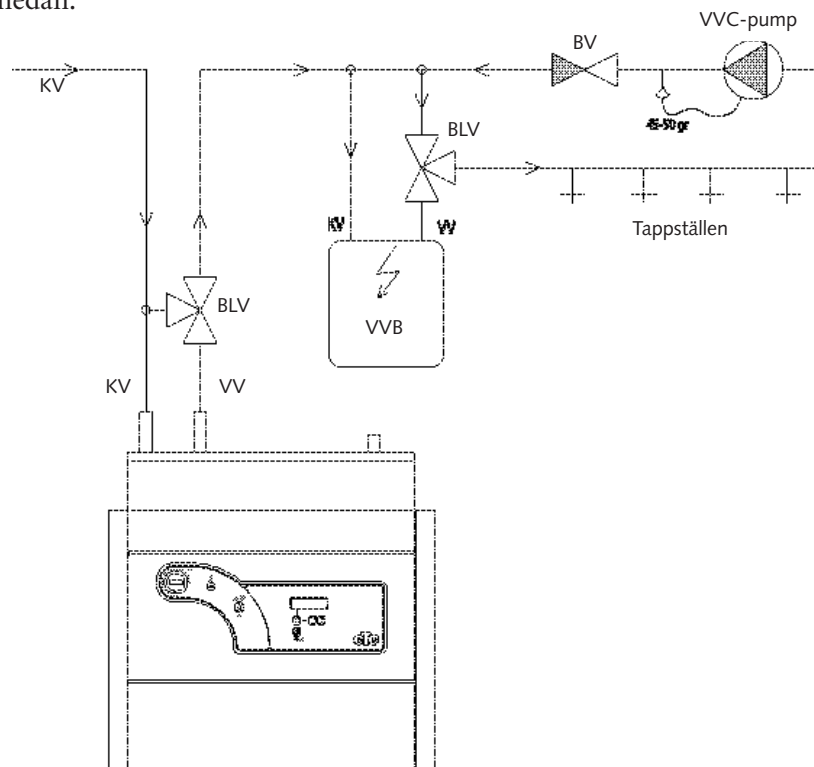 nedan.
VVC-pump
BV
KV
45-50 gr
BLV
Tappställen
KV
VV
BLV
VVB
KV
VV